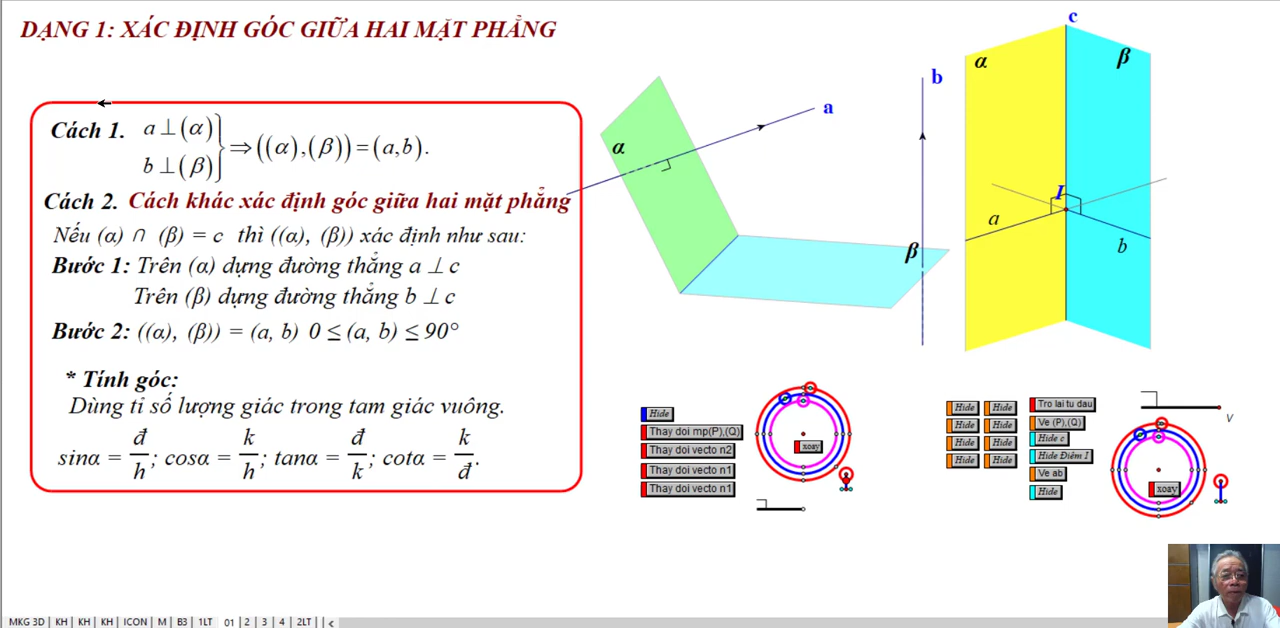 DẠNG 1: XÁC ĐỊNH GÓC GIỮA HAI MẶT PHẲNG
Cách 1. a ⊥ (α)
b ⊥ (β)
⇒ ((α),(β)) = (a,b).
Cách 2. Cách khác xác định góc giữa hai mặt phẳng
Nếu (α) ∩ (β) = c thì ((α), (β)) xác định như sau:
Bước 1: Trên (α) dựng đường thẳng a ⊥ c
Trên (β) dựng đường thẳng b ⊥ c
Bước 2: ((α), (β)) = (a, b) 0 ≤ (a, b) ≤ 90°
* Tính góc:
Dùng tỉ số lượng giác trong tam giác vuông.
sinα = đ/h; cosα = k/h; tanα = đ/k; cotα = k/đ.
α
a
β
b
c
α
β
I
a
b
Hide
Thay doi mp(P),(Q)
Thay doi vecto n2
Thay doi vecto n1
Thay doi vecto n1
xoay
Hide Hide
Hide Hide
Hide Hide
Hide Hide
Tro lai tu dau
Ve (P),(Q)
Hide c
Hide Điểm I
Ve ab
Hide
V
xoay
MKG 3D | KH | KH | KH | ICON | M | B3 | 1LT | 01 | 2 | 3 | 4 | 2LT |